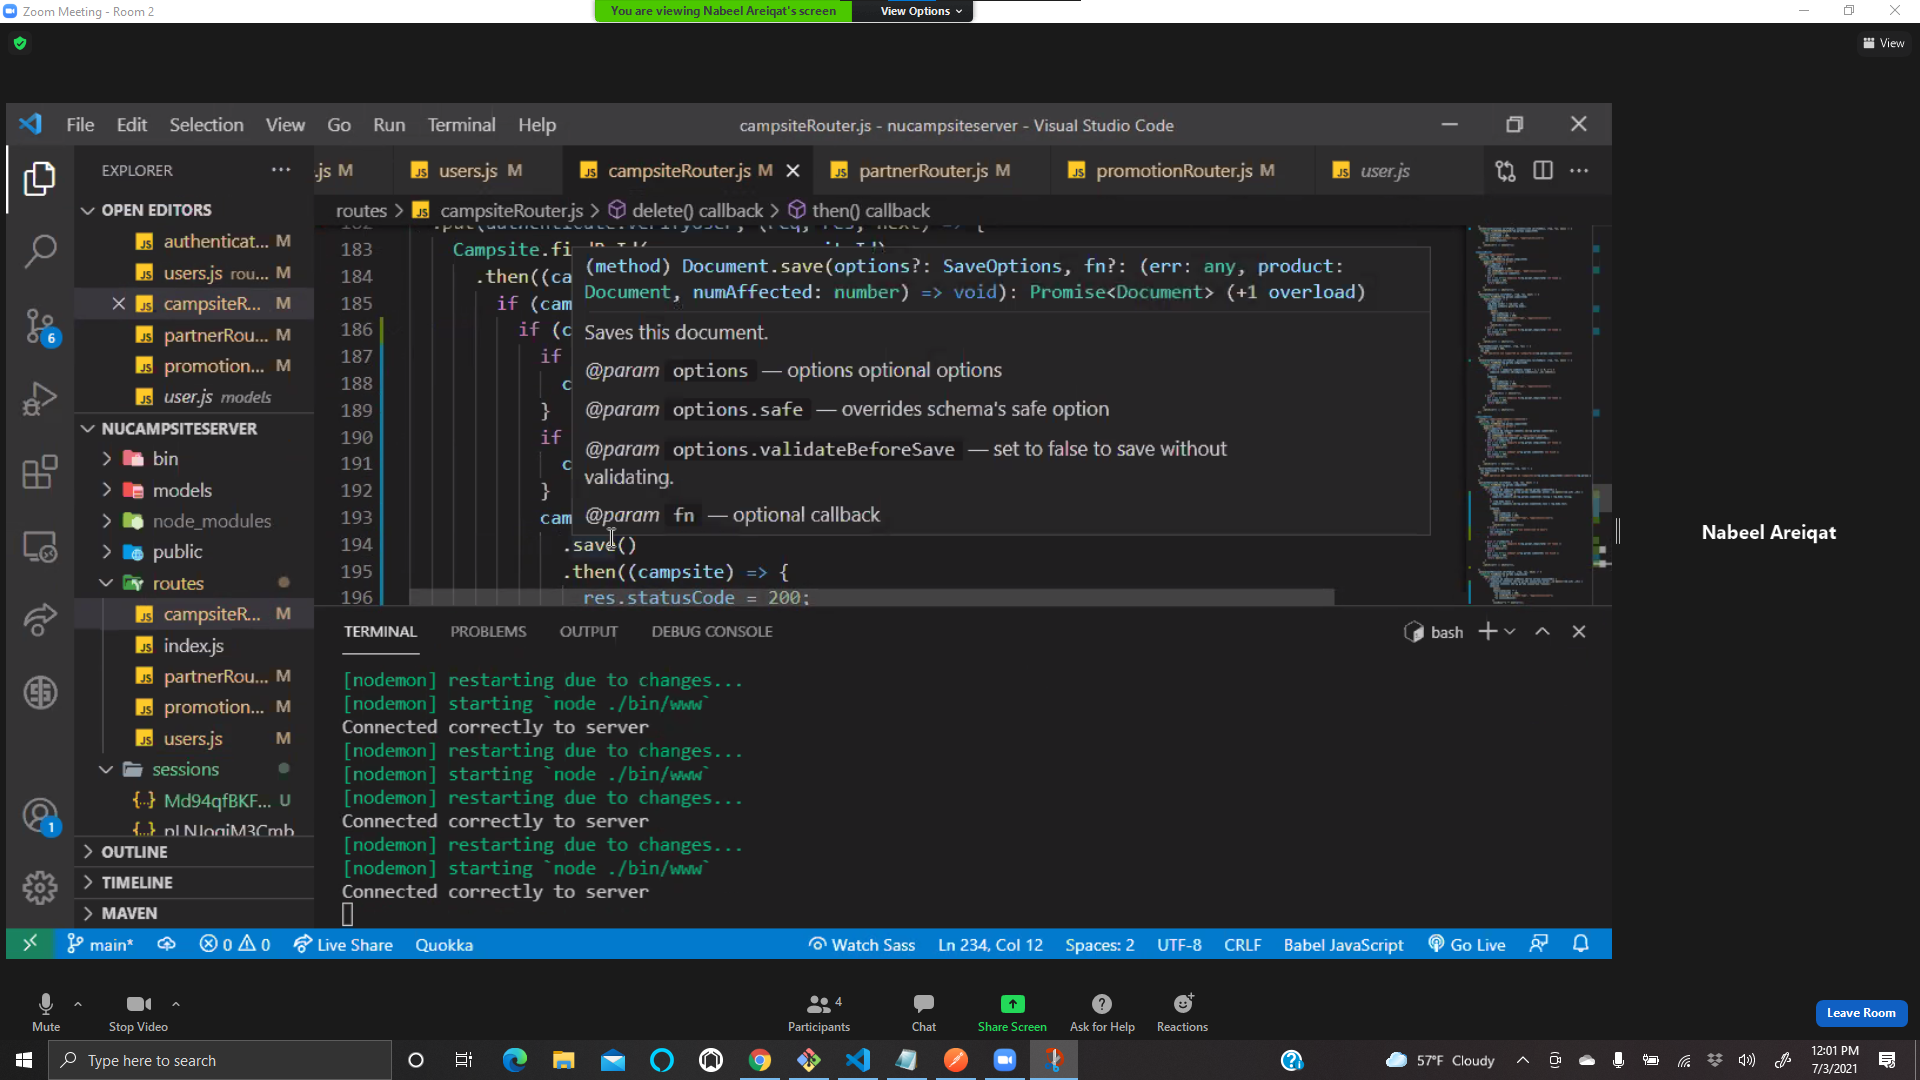 Zoom Meeting - Room 2
You are viewing Nabeel Areiqat's screen
View Options
View
File Edit Selection View Go Run Terminal Help
campsiteRouter.js - nucampsiteserver - Visual Studio Code
EXPLORER
.js M
users.js M
campsiteRouter.js M
partnerRouter.js M
promotionRouter.js M
user.js
OPEN EDITORS
authenticat... M
users.js rou... M
campsiteR... M
partnerRou... M
promotion... M
user.js models
NUCAMPSITESERVER
bin
models
node_modules
public
routes
campsiteR... M
index.js
partnerRou... M
promotion... M
users.js M
sessions
{..} Md94qfBKF... U
OUTLINE
TIMELINE
MAVEN
6
1
routes > campsiteRouter.js > delete() callback > then() callback
183 Campsite.fi
184 .then((ca
185 if (cam
186 if (c
187 if
188 c
189 }
190 if
191 c
192 }
193 cam
194 .save()
195 .then((campsite) => {
196 res.statusCode = 200;
(method) Document.save(options?: SaveOptions, fn?: (err: any, product:
Document, numAffected: number) => void): Promise<Document> (+1 overload)
Saves this document.
@param options — options optional options
@param options.safe — overrides schema's safe option
@param options.validateBeforeSave — set to false to save without
validating.
@param fn — optional callback
TERMINAL PROBLEMS OUTPUT DEBUG CONSOLE
bash
[nodemon] restarting due to changes...
[nodemon] starting `node ./bin/www`
Connected correctly to server
[nodemon] restarting due to changes...
[nodemon] starting `node ./bin/www`
[nodemon] restarting due to changes...
Connected correctly to server
[nodemon] restarting due to changes...
[nodemon] starting `node ./bin/www`
Connected correctly to server
main* 0 0 Live Share Quokka
Watch Sass Ln 234, Col 12 Spaces: 2 UTF-8 CRLF Babel JavaScript Go Live
Nabeel Areiqat
Mute
Stop Video
4
Participants
Chat
Share Screen
Ask for Help
Reactions
Leave Room
Type here to search
57°F Cloudy
12:01 PM
7/3/2021